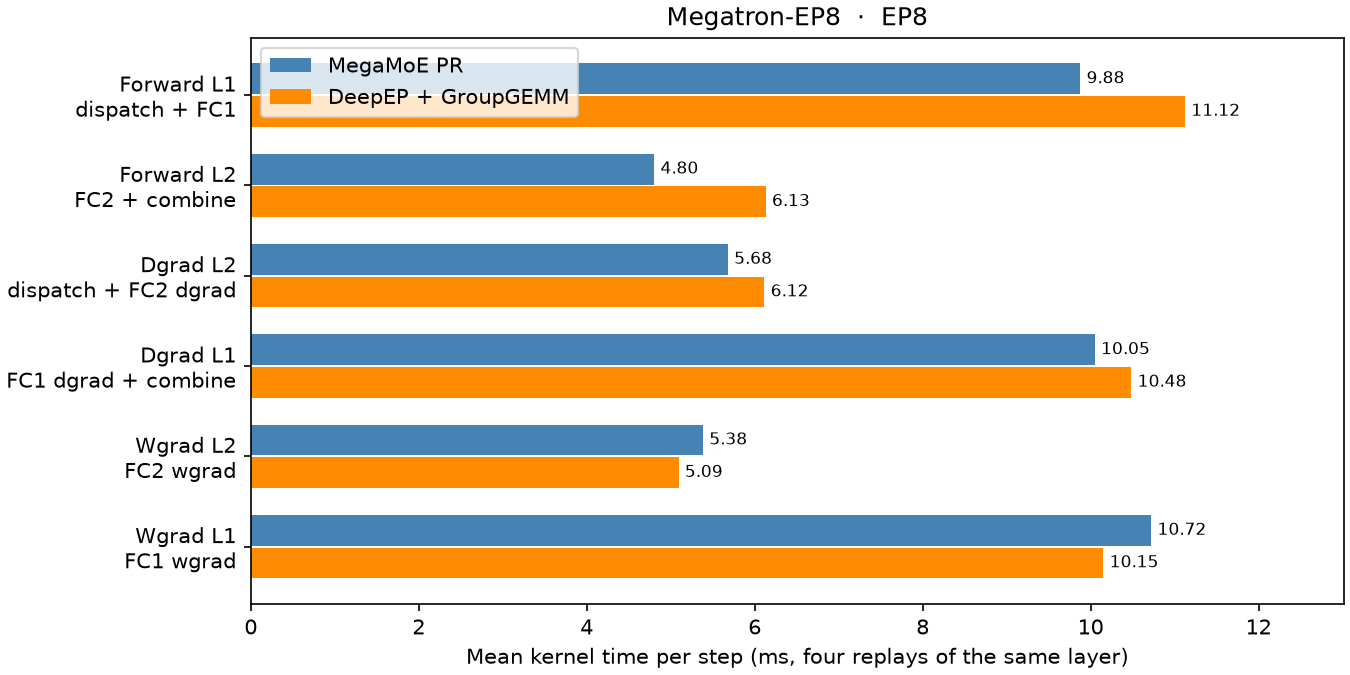 Megatron-EP8 · EP8
MegaMoE PR
DeepEP + GroupGEMM
Forward L1
dispatch + FC1
9.88
11.12
Forward L2
FC2 + combine
4.80
6.13
Dgrad L2
dispatch + FC2 dgrad
5.68
6.12
Dgrad L1
FC1 dgrad + combine
10.05
10.48
Wgrad L2
FC2 wgrad
5.38
5.09
Wgrad L1
FC1 wgrad
10.72
10.15
0 2 4 6 8 10 12
Mean kernel time per step (ms, four replays of the same layer)